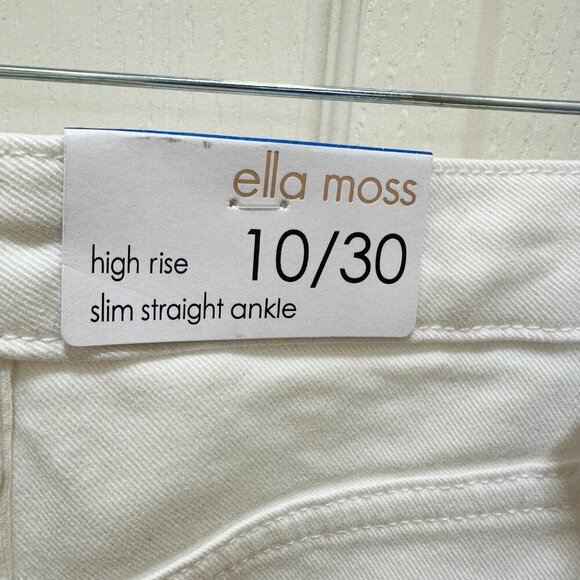 ella moss
high rise 10/30
slim straight ankle